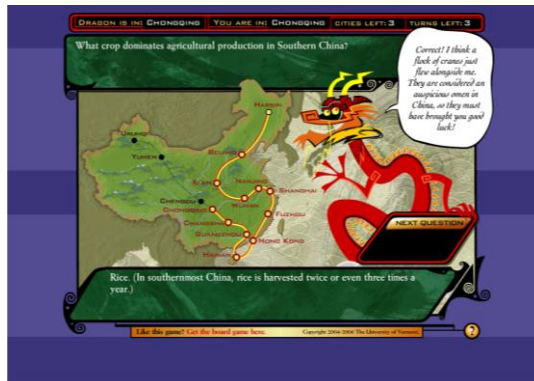 DRAGON IS IN: CHONGQING YOU ARE IN: CHONGQING CITIES LEFT: 3 TURNS LEFT: 3
What crop dominates agricultural production in Southern China?
Correct! I think a
flock of cranes just
flew alongside me.
They are considered an
auspicious omen in
China, so they must
have brought you good
luck!
HARBIN
URUMQI
YUMEN
BEIJING
XI'AN
NANJING
SHANGHAI
CHENGDU
WUHAN
CHONGQING
FUZHOU
CHANGSHA
GUANGZHOU
HONG KONG
HAINAN
NEXT QUESTION
Rice. (In southernmost China, rice is harvested twice or even three times a
year.)
Like this game? Get the board game here. Copyright 2004-2006 The University of Vermont.
?